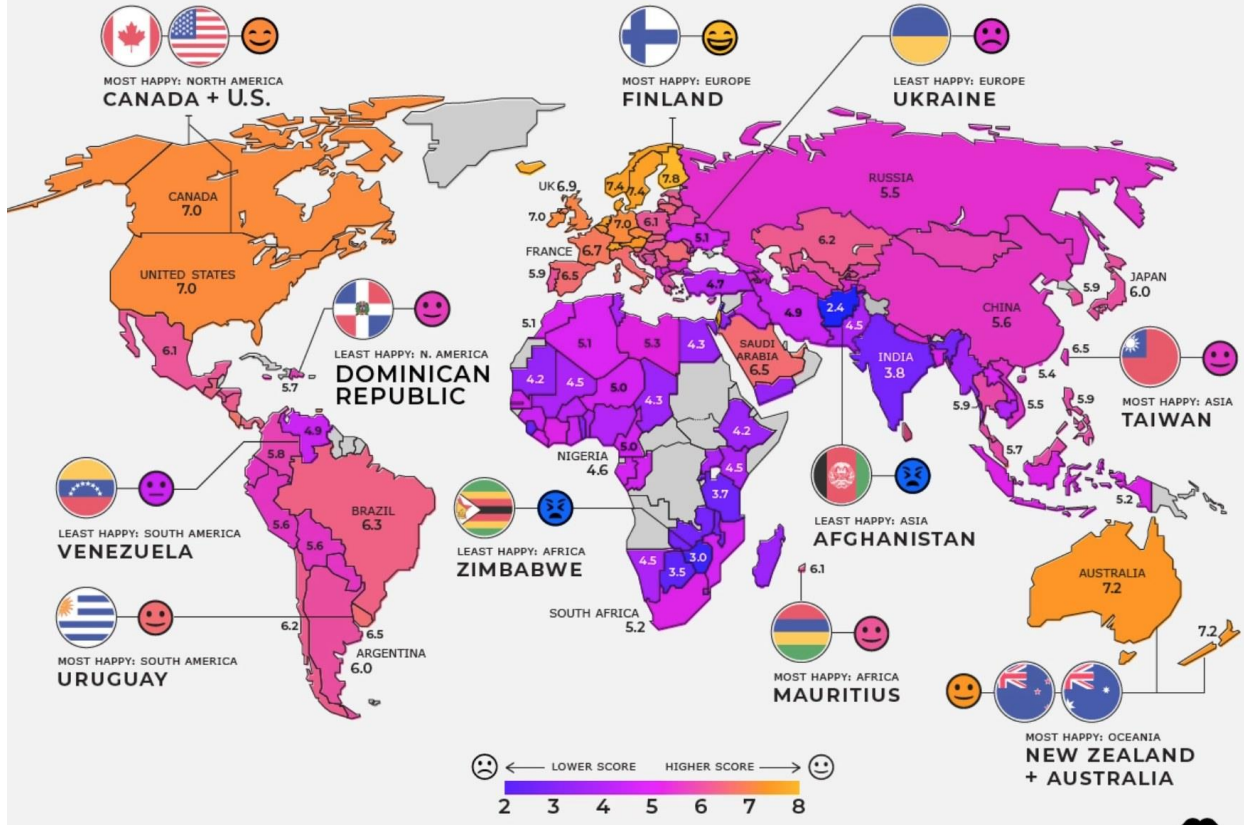 MOST HAPPY: NORTH AMERICA
CANADA + U.S.
MOST HAPPY: EUROPE
FINLAND
LEAST HAPPY: EUROPE
UKRAINE
CANADA
7.0
UNITED STATES
7.0
6.1
LEAST HAPPY: N. AMERICA
DOMINICAN
REPUBLIC
5.7
UK 6.9
7.0
7.4
7.4
7.8
7.0
6.1
FRANCE 6.7
5.9
6.5
5.1
4.7
RUSSIA
5.5
6.2
CHINA
5.6
5.9
JAPAN
6.0
2.4
4.9
4.5
INDIA
3.8
SAUDI
ARABIA
6.5
6.5
5.4
MOST HAPPY: ASIA
TAIWAN
5.9
5.5
5.9
5.7
5.2
5.1
5.1
5.3
4.3
4.2
4.5
5.0
4.3
4.2
5.0
NIGERIA
4.6
4.5
3.7
4.5
3.5
3.0
SOUTH AFRICA
5.2
LEAST HAPPY: AFRICA
ZIMBABWE
LEAST HAPPY: ASIA
AFGHANISTAN
6.1
MOST HAPPY: AFRICA
MAURITIUS
4.9
5.8
LEAST HAPPY: SOUTH AMERICA
VENEZUELA
BRAZIL
6.3
5.6
5.6
6.2
6.5
ARGENTINA
6.0
MOST HAPPY: SOUTH AMERICA
URUGUAY
AUSTRALIA
7.2
7.2
MOST HAPPY: OCEANIA
NEW ZEALAND
+ AUSTRALIA
LOWER SCORE HIGHER SCORE
2 3 4 5 6 7 8